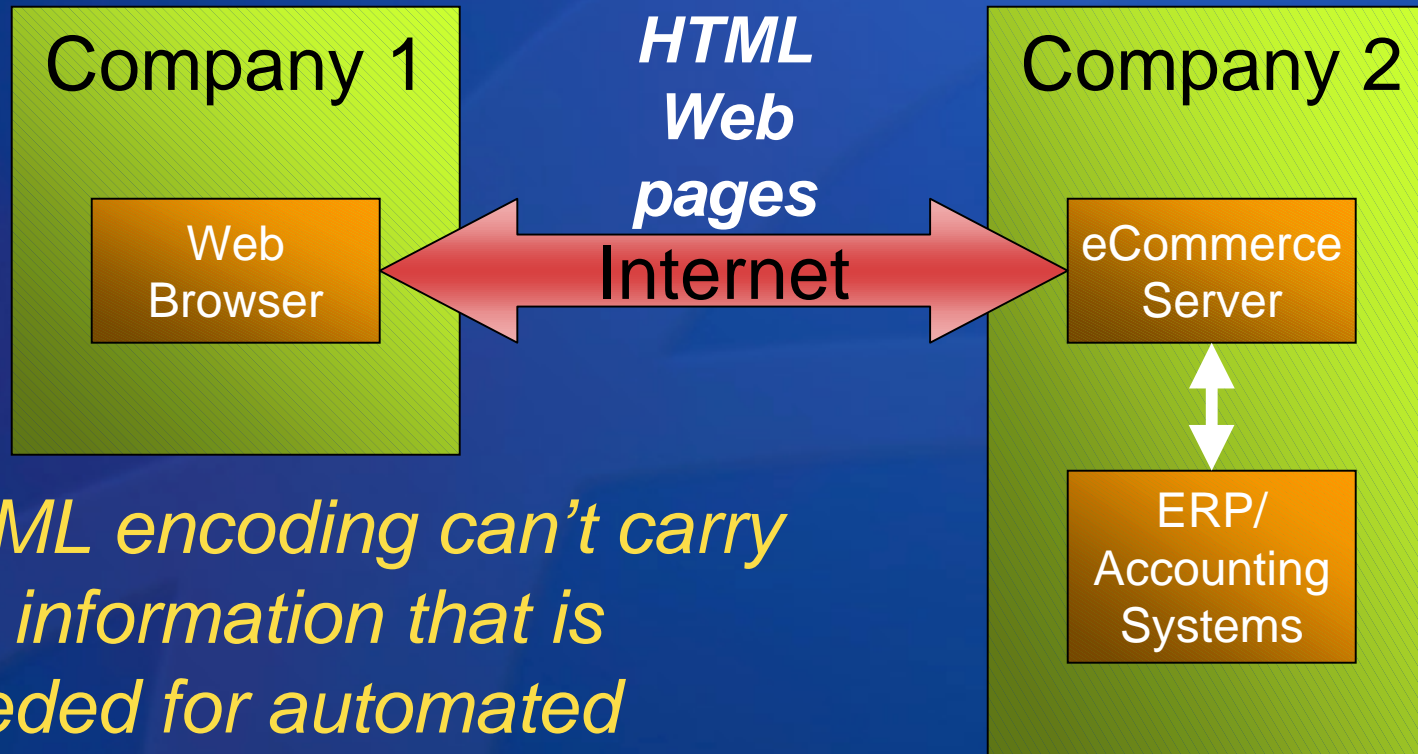 Company 1
HTML
Web
pages
Company 2
Web
Browser
Internet
eCommerce
Server
ERP/
Accounting
Systems
ML encoding can’t carry
information that is
eded for automated